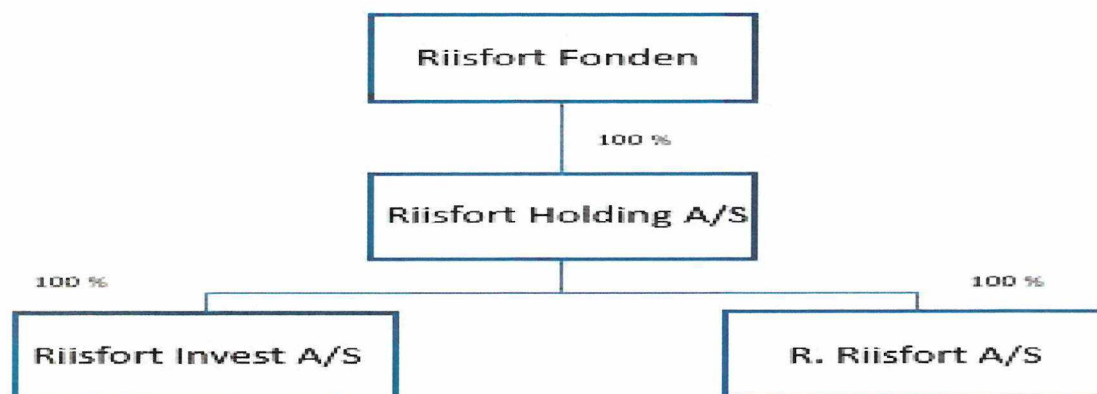 Riisfort Fonden
100 %
Riisfort Holding A/S
100 %
100 %
Riisfort Invest A/S
R. Riisfort A/S